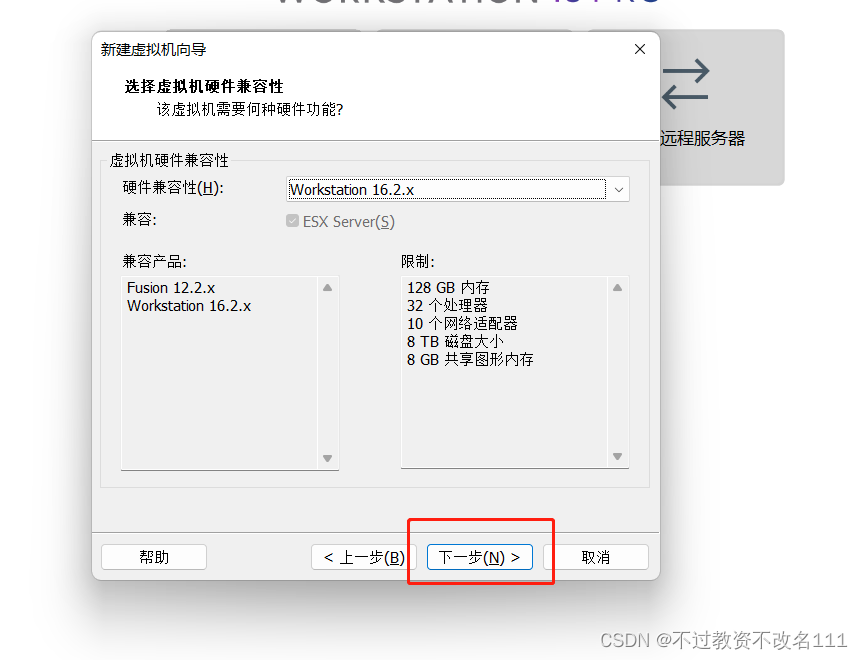 WORKSTATION 16 PRO
新建虚拟机向导
选择虚拟机硬件兼容性
该虚拟机需要何种硬件功能?
远程服务器
虚拟机硬件兼容性
硬件兼容性(H):
Workstation 16.2.x
兼容:
ESX Server(S)
兼容产品:
Fusion 12.2.x
Workstation 16.2.x
限制:
128 GB 内存
32 个处理器
10 个网络适配器
8 TB 磁盘大小
8 GB 共享图形内存
帮助
< 上一步(B)
下一步(N) >
取消
CSDN @不过教资不改名111